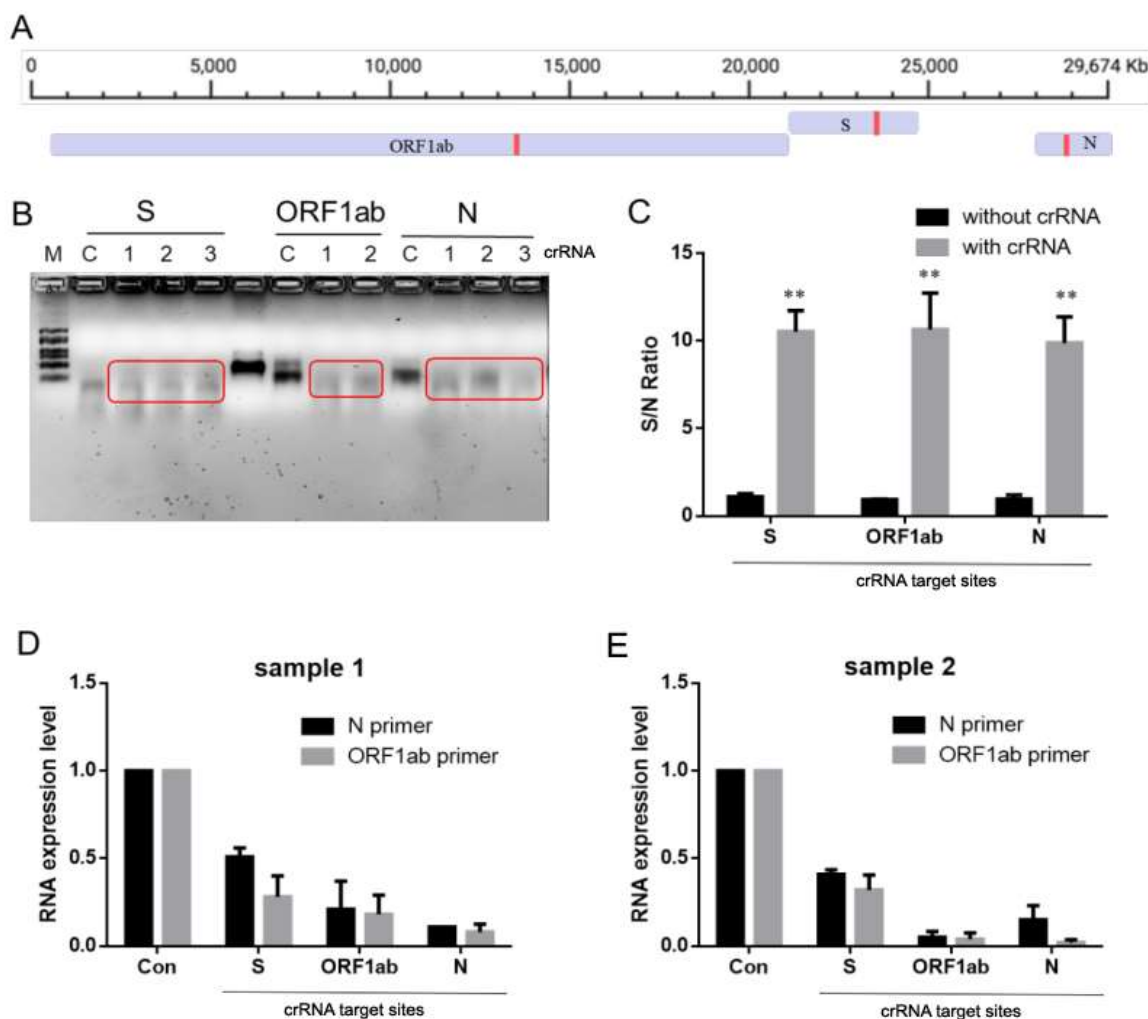 A
0 5,000 10,000 15,000 20,000 25,000 29,674 Kb
S
ORF1ab N
B
S ORF1ab N
M C 1 2 3 C 1 2 C 1 2 3 crRNA
C
without crRNA
with crRNA
15
10
5
0
S/N Ratio
** ** **
S ORF1ab N
crRNA target sites
D
sample 1
1.5
1.0
0.5
0.0
RNA expression level
N primer
ORF1ab primer
Con S ORF1ab N
crRNA target sites
E
sample 2
1.5
1.0
0.5
0.0
RNA expression level
N primer
ORF1ab primer
Con S ORF1ab N
crRNA target sites